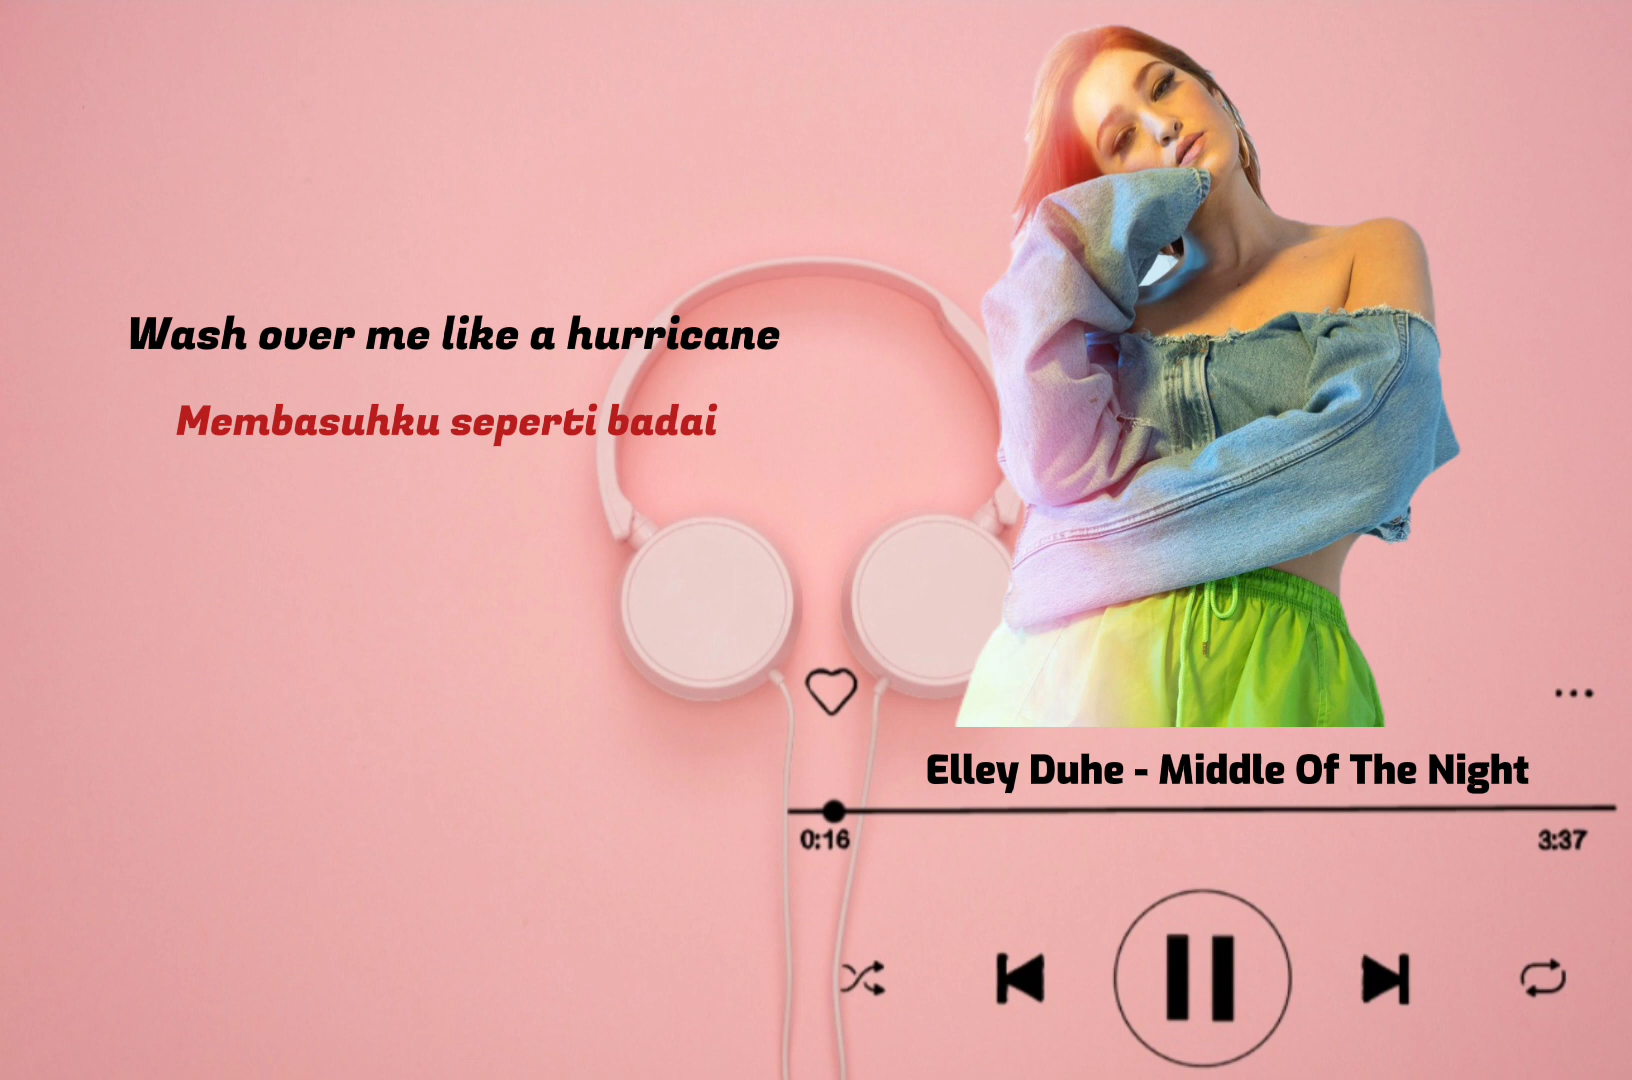 Wash over me like a hurricane
Membasuhku seperti badai
Elley Duhe - Middle Of The Night
0:16
3:37